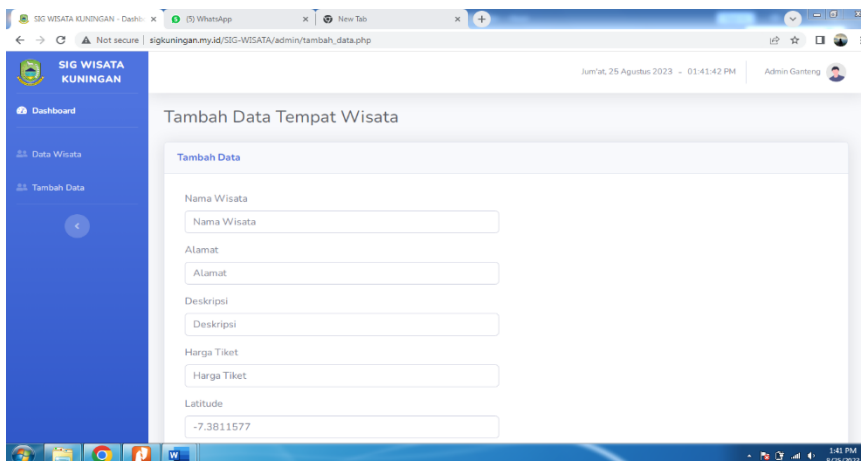 SIG WISATA KUNINGAN - Dashb
(5) WhatsApp
New Tab
Not secure | sigkuningan.my.id/SIG-WISATA/admin/tambah_data.php
SIG WISATA
KUNINGAN
Jum'at, 25 Agustus 2023 - 01:41:42 PM
Admin Ganteng
Dashboard
Tambah Data Tempat Wisata
Data Wisata
Tambah Data
Tambah Data
Nama Wisata
Nama Wisata
Alamat
Alamat
Deskripsi
Deskripsi
Harga Tiket
Harga Tiket
Latitude
-7.3811577
1:41 PM
8/25/2023